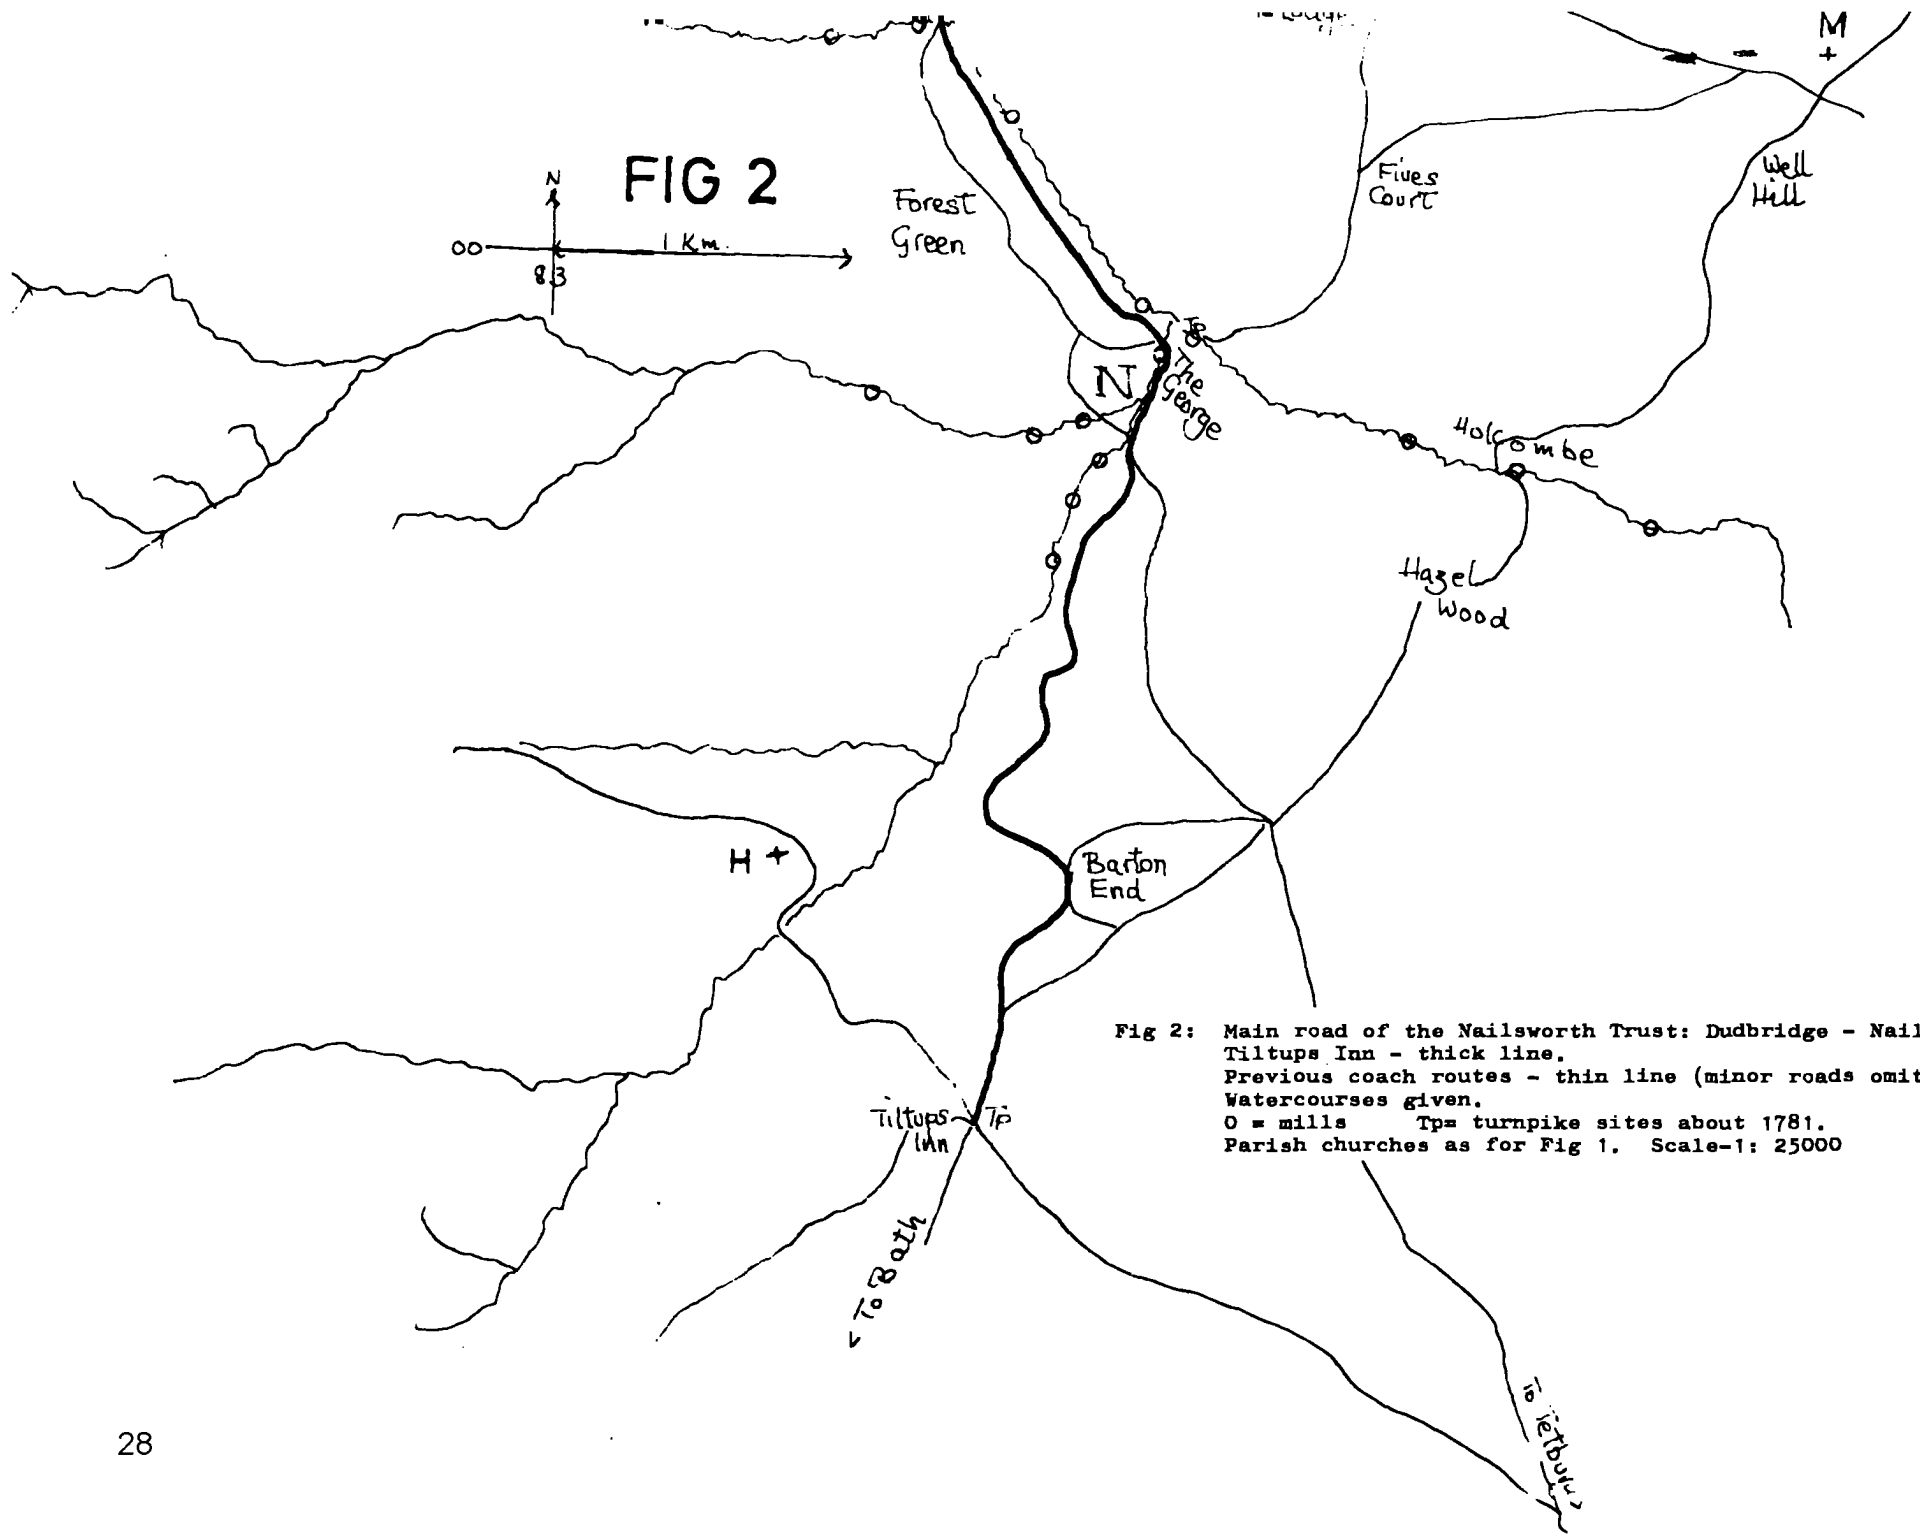 M
FIG 2
N
1 Km.
00
83
Forest
Green
Fives
Court
Well
Hill
Tp
The
George
N
Holcombe
Hazel
Wood
H
Barton
End
Tiltups
Inn
Tp
To Bath
To Tetbury
Fig 2: Main road of the Nailsworth Trust: Dudbridge - Nail
Tiltups Inn - thick line.
Previous coach routes - thin line (minor roads omit
Watercourses given.
O = mills Tp= turnpike sites about 1781.
Parish churches as for Fig 1. Scale-1: 25000
28